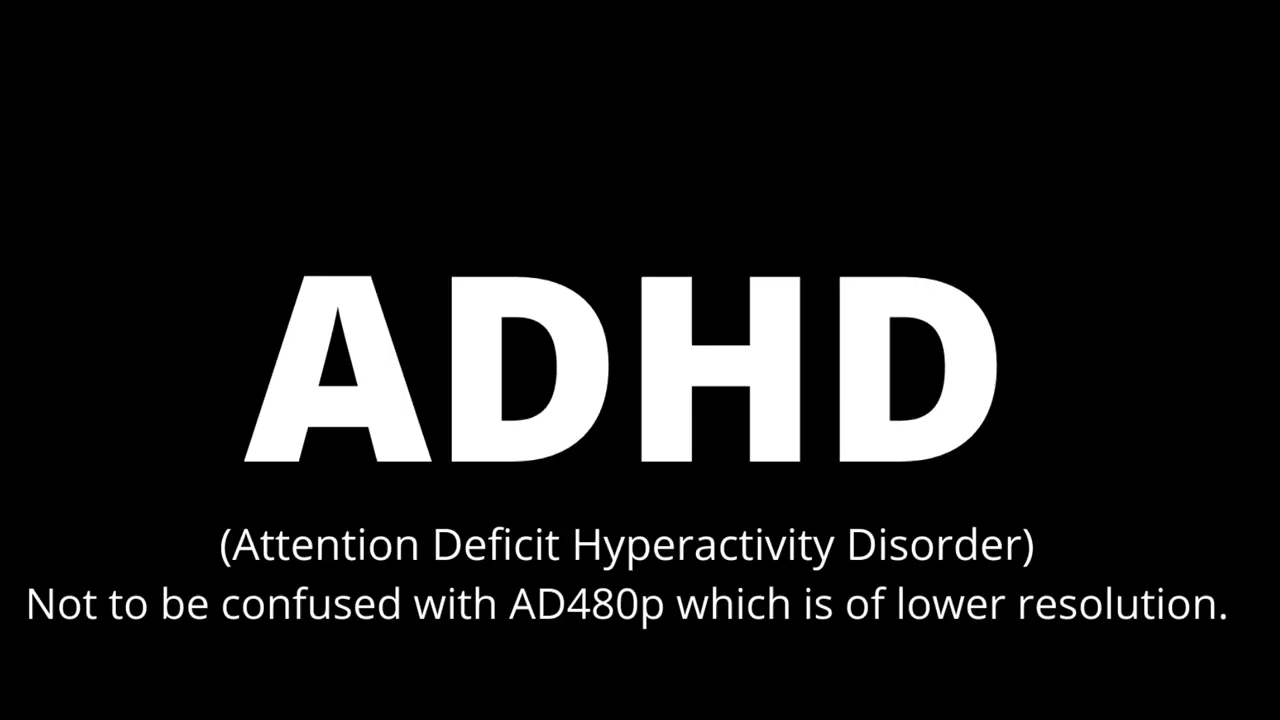 ADHD
(Attention Deficit Hyperactivity Disorder)
Not to be confused with AD480p which is of lower resolution.